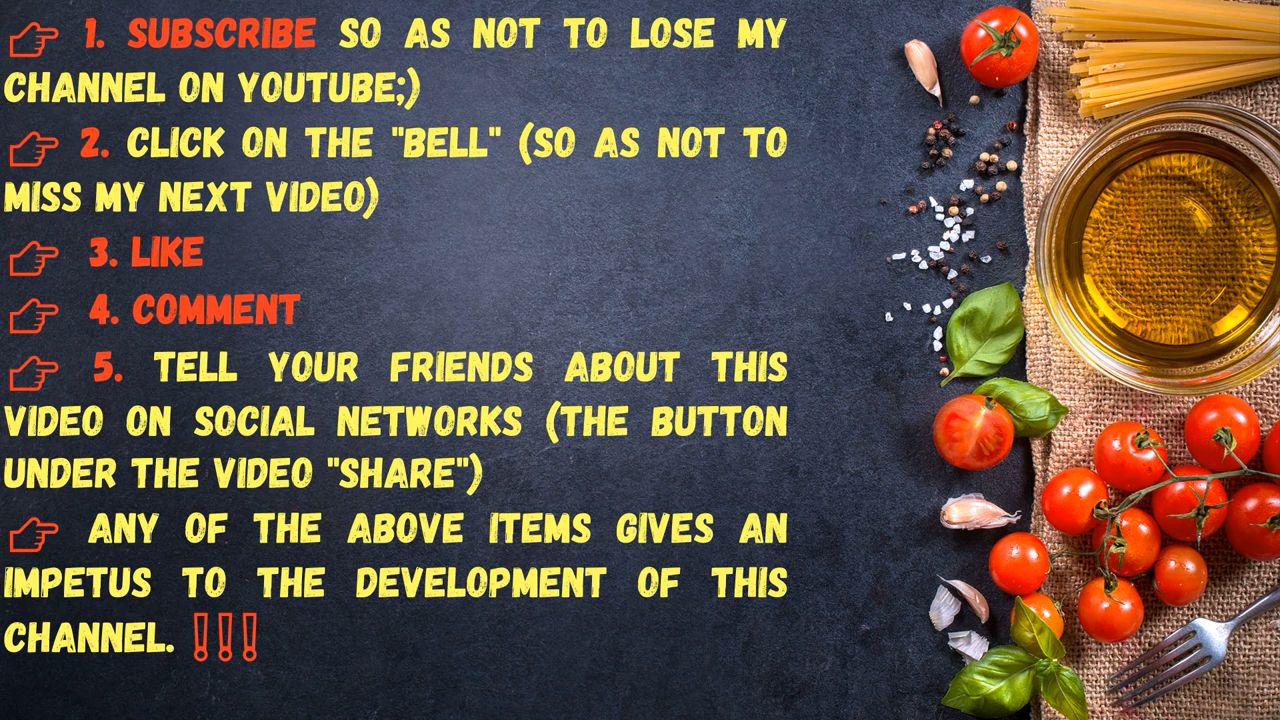 👉 1. SUBSCRIBE SO AS NOT TO LOSE MY
CHANNEL ON YOUTUBE;)
👉 2. CLICK ON THE "BELL" (SO AS NOT TO
MISS MY NEXT VIDEO)
👉 3. LIKE
👉 4. COMMENT
👉 5. TELL YOUR FRIENDS ABOUT THIS
VIDEO ON SOCIAL NETWORKS (THE BUTTON
UNDER THE VIDEO "SHARE")
👉 ANY OF THE ABOVE ITEMS GIVES AN
IMPETUS TO THE DEVELOPMENT OF THIS
CHANNEL. !!!